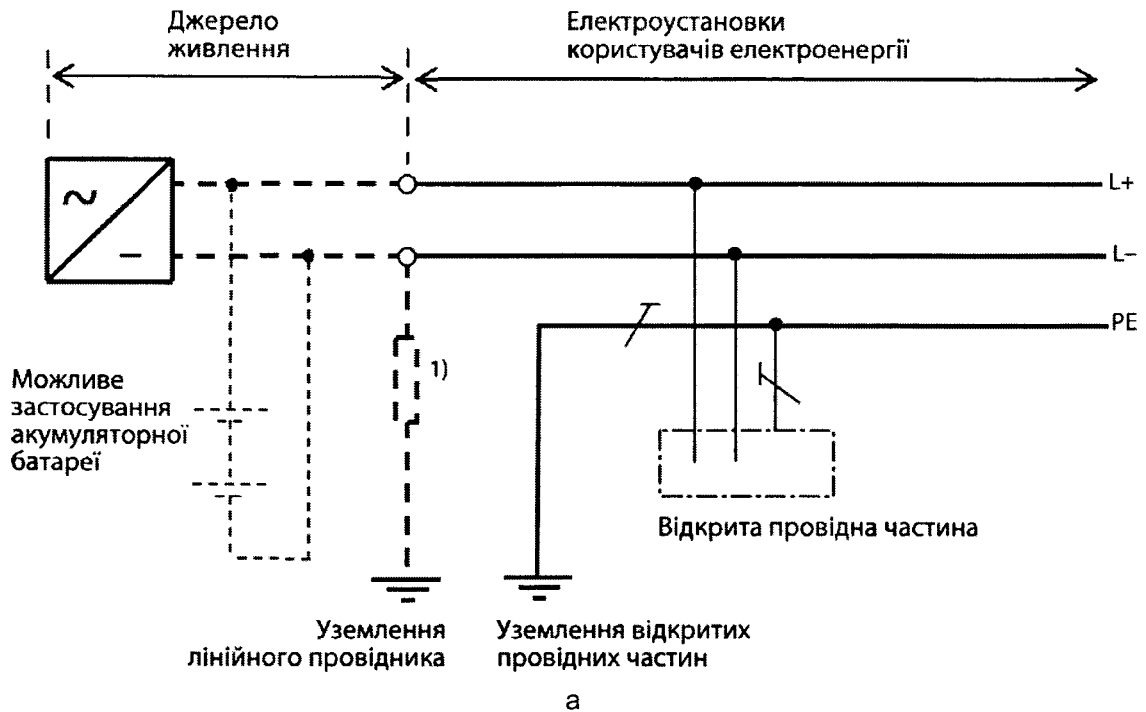 Джерело
живлення
Електроустановки
користувачів електроенергії
~
–
L+
L–
PE
1)
Можливе
застосування
акумуляторної
батареї
Відкрита провідна частина
Уземлення
лінійного провідника
Уземлення відкритих
провідних частин
а